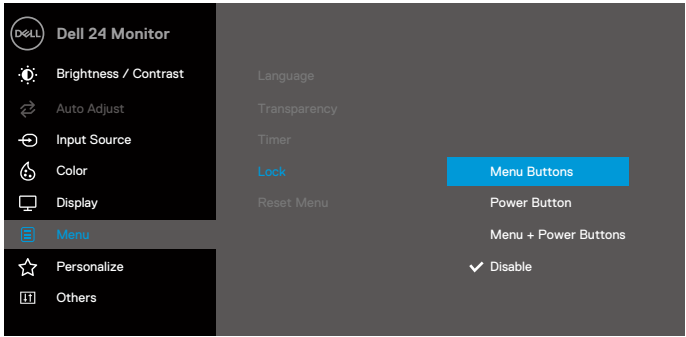 DELL
Dell 24 Monitor
Brightness / Contrast
Auto Adjust
Input Source
Color
Display
Menu
Personalize
Others
Language
Transparency
Timer
Lock
Reset Menu
Menu Buttons
Power Button
Menu + Power Buttons
Disable